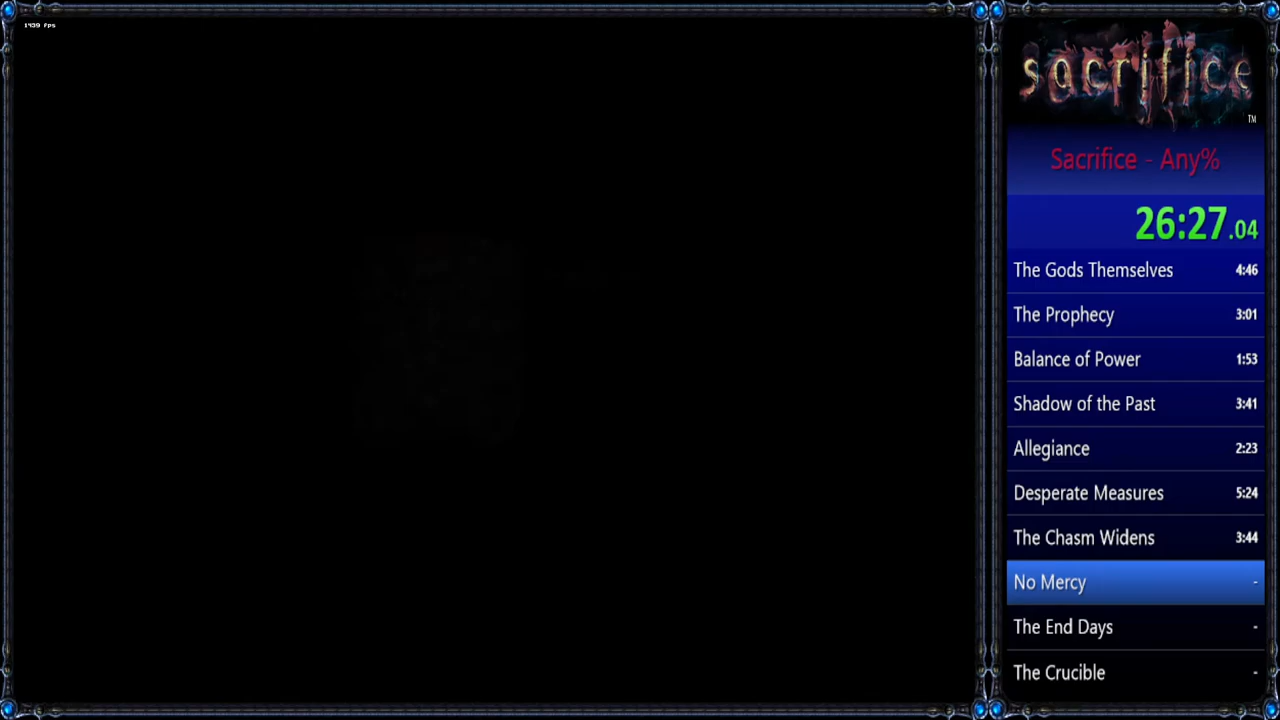 1439 fps
sacrifice
TM
Sacrifice - Any%
26:27.04
The Gods Themselves 4:46
The Prophecy 3:01
Balance of Power 1:53
Shadow of the Past 3:41
Allegiance 2:23
Desperate Measures 5:24
The Chasm Widens 3:44
No Mercy -
The End Days -
The Crucible -